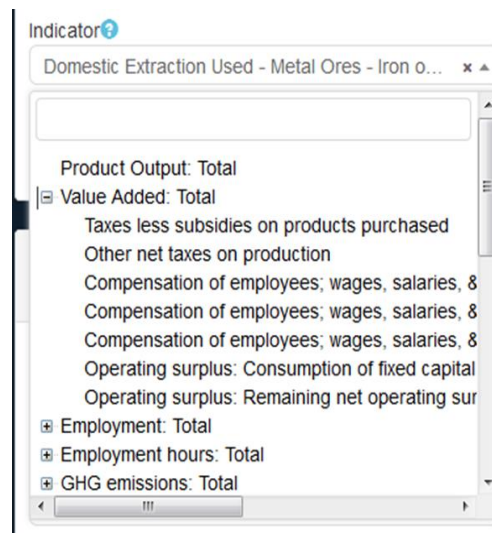 Indicator
Domestic Extraction Used - Metal Ores - Iron o...
Product Output: Total
Value Added: Total
Taxes less subsidies on products purchased
Other net taxes on production
Compensation of employees; wages, salaries, &
Compensation of employees; wages, salaries, &
Compensation of employees; wages, salaries, &
Operating surplus: Consumption of fixed capital
Operating surplus: Remaining net operating sur
Employment: Total
Employment hours: Total
GHG emissions: Total